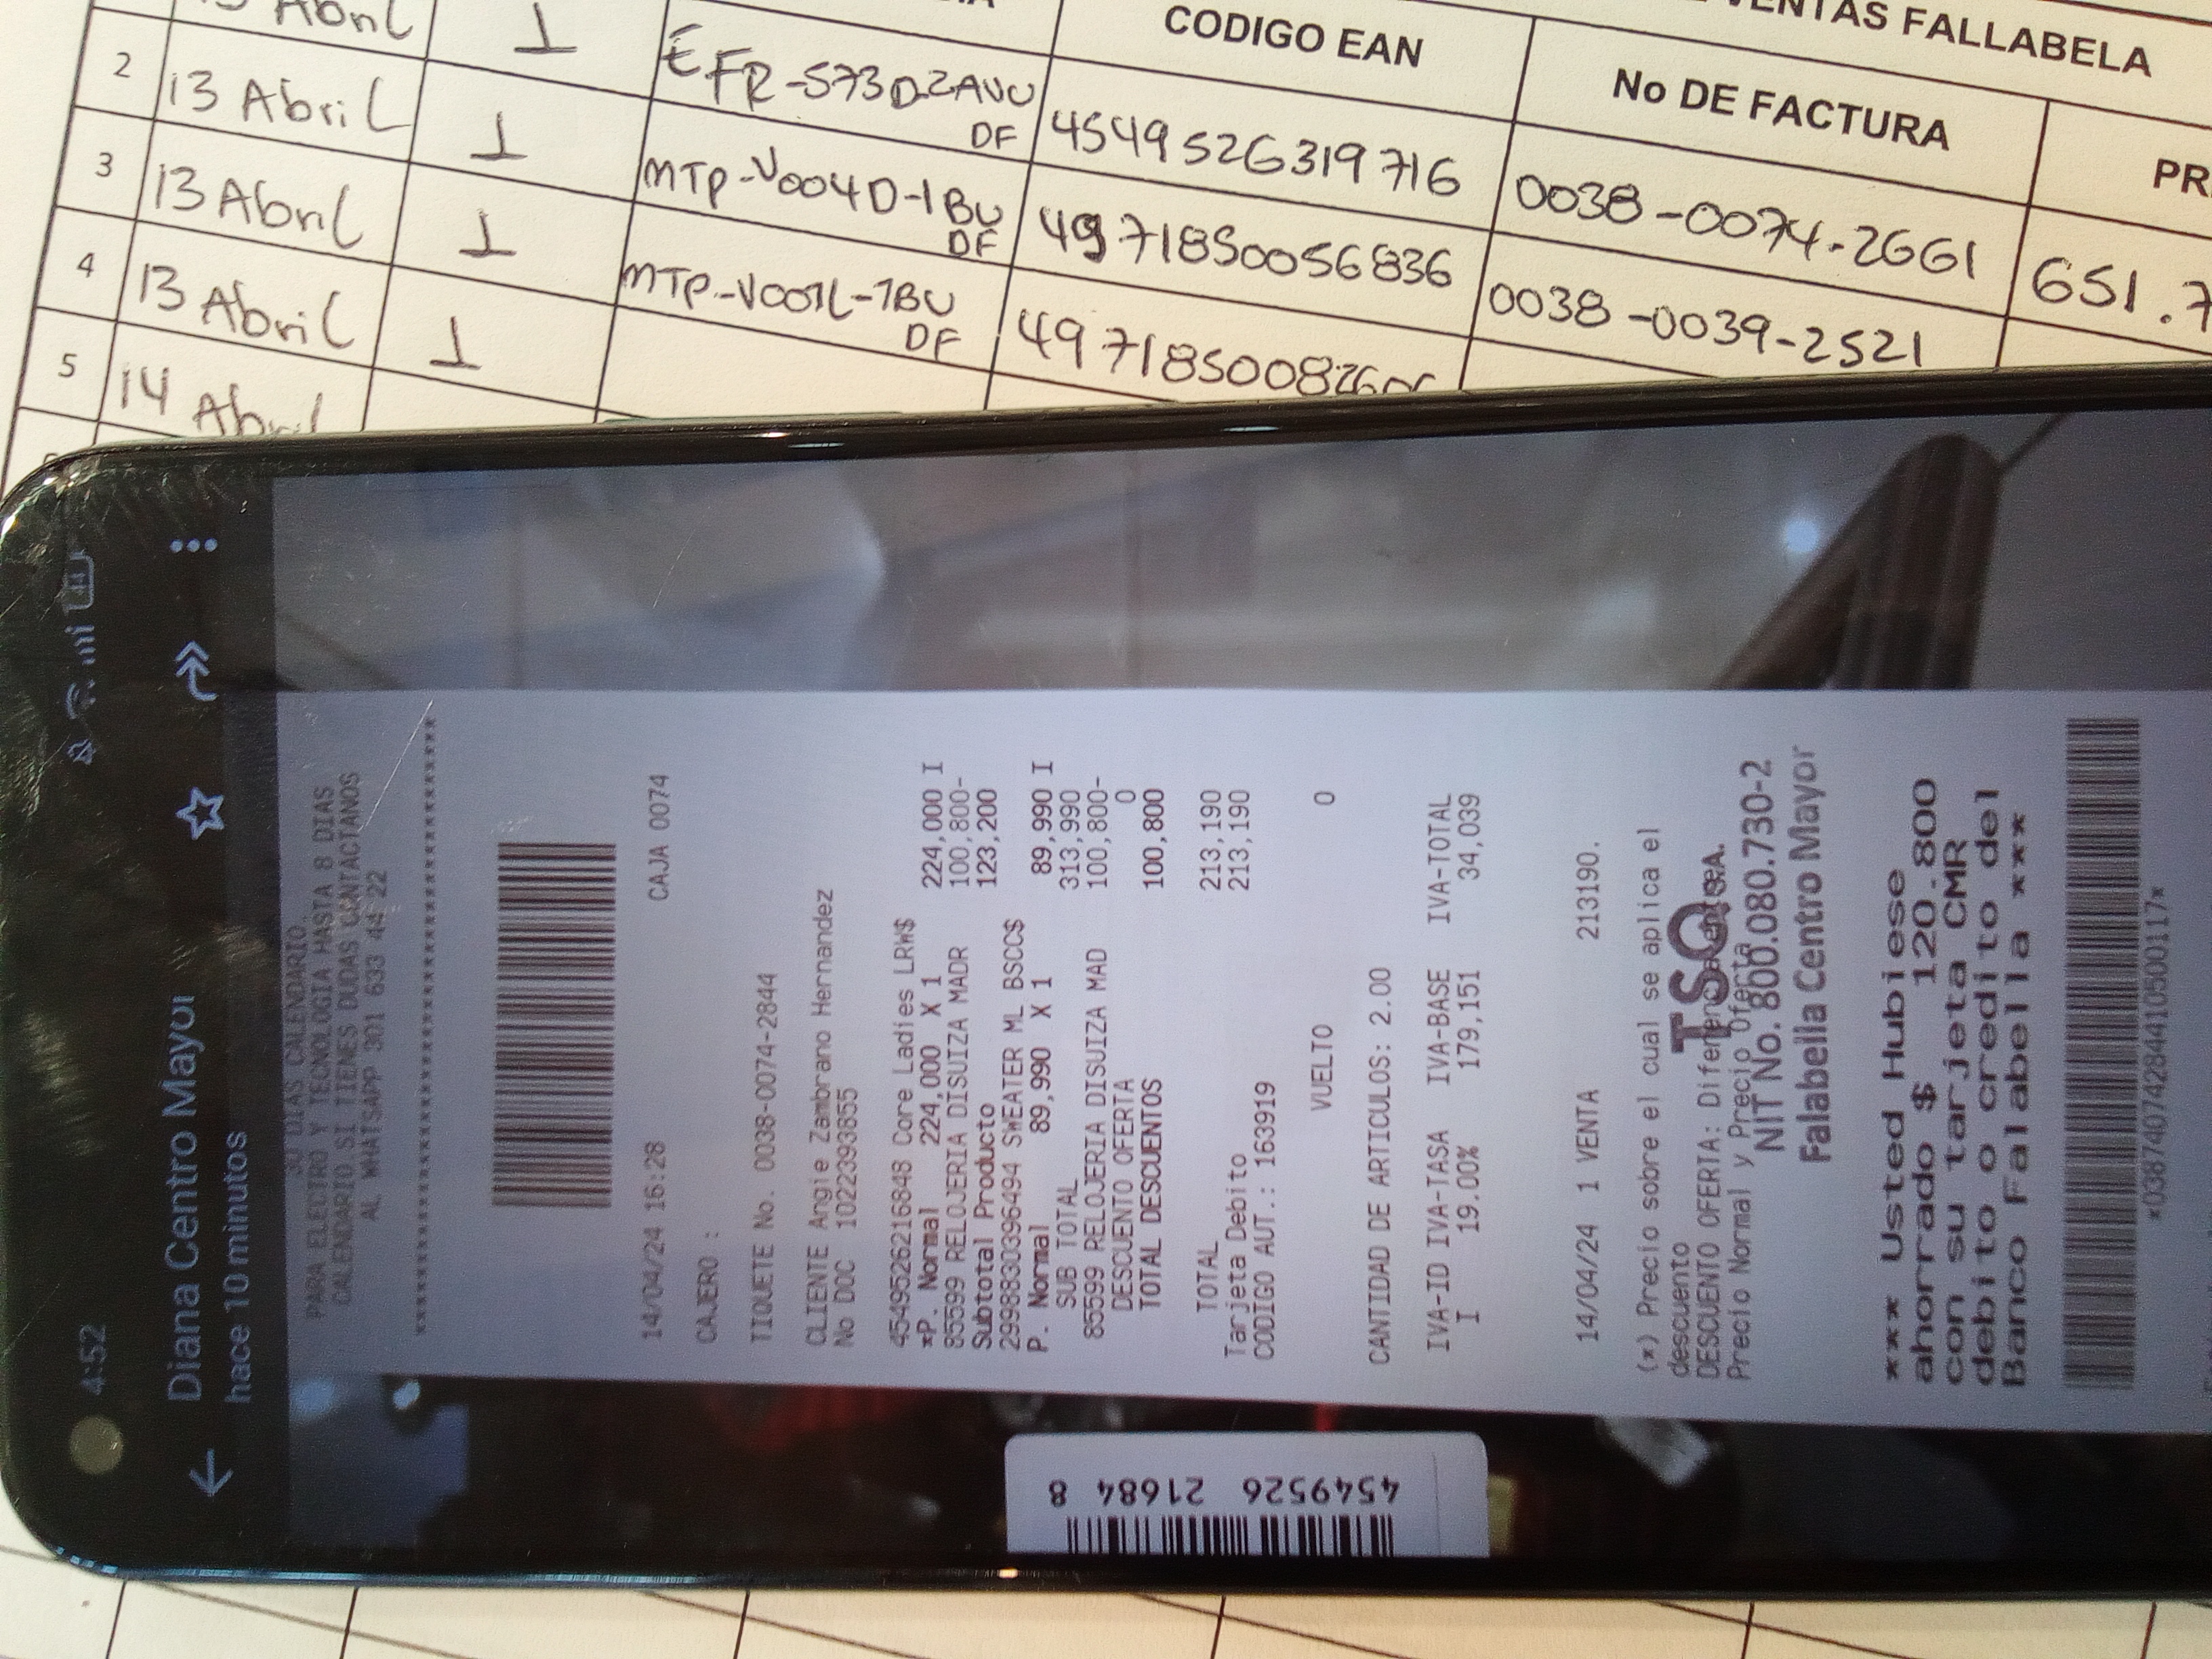 VENTAS FALLABELA
CODIGO EAN
No DE FACTURA
Abril 1 EFR-573D-2AVU DF 4549526319716 0038-0074-2661 651.7
2 13 Abril 1 MTP-V004D-1BU DF 4971850056836 0038-0039-2521
3 13 Abril 1 MTP-V001L-1BU DF
4 13 Abril 1
5 14 Abril
4:52
Diana Centro Mayor
hace 10 minutos
30 DIAS CALENDARIO.
PARA ELECTRO Y TECNOLOGIA HASTA 8 DIAS
CALENDARIO.SI TIENES DUDAS CONTACTANOS
AL WHATSAPP 301 633 44 22
14/04/24 16:28 CAJA 0074
CAJERO :
TIQUETE No. 0038-0074-2844
CLIENTE Angie Zambrano Hernandez
No DOC 1022393855
4549526216848 Core Ladies LRW$
*P. Normal 224,000 X 1 224,000 I
85599 RELOJERIA DISUIZA MADR 100,800-
Subtotal Producto 123,200
2998830396494 SWEATER ML BSCC$
P. Normal 89,990 X 1 89,990 I
SUB TOTAL 313,990
85599 RELOJERIA DISUIZA MAD 100,800-
DESCUENTO OFERTA 0
TOTAL DESCUENTOS 100,800
TOTAL 213,190
Tarjeta Debito 213,190
CODIGO AUT.: 163919
VUELTO 0
CANTIDAD DE ARTICULOS: 2.00
IVA-ID IVA-TASA IVA-BASE IVA-TOTAL
I 19.00% 179,151 34,039
14/04/24 1 VENTA 213190.
(*) Precio sobre el cual se aplica el
descuento
DESCUENTO OFERTA: Diferencia entre
Precio Normal y Precio Oferta
TSQ
NIT No. 800.080.730-2
Falabella Centro Mayor
*** Usted Hubiese
ahorrado $ 120.800
con su tarjeta CMR
debito o credito del
Banco Falabella ***
*038740742844105001​17*
4549526 21684 8